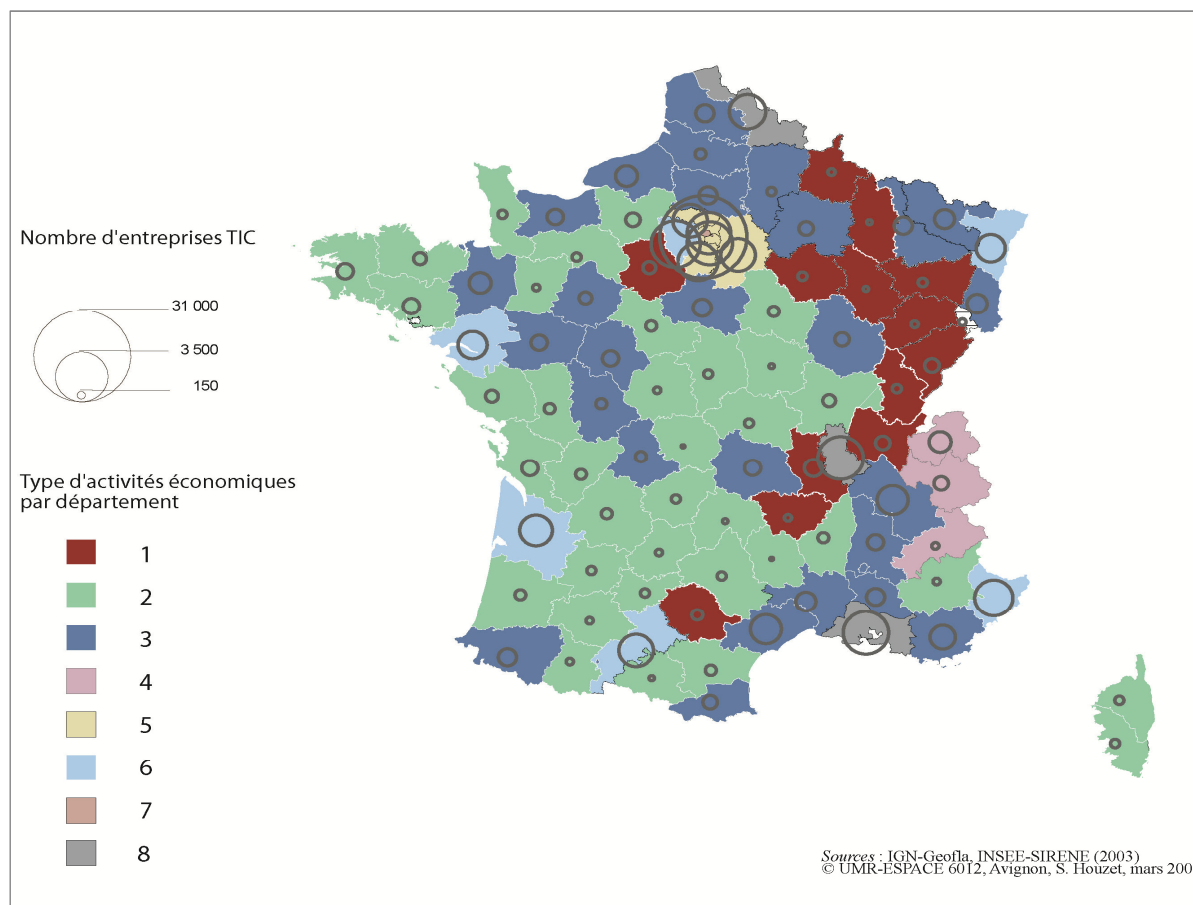 Nombre d'entreprises TIC
31 000
3 500
150
Type d'activités économiques
par département
1
2
3
4
5
6
7
8
Sources : IGN-Geofla, INSEE-SIRENE (2003)
© UMR-ESPACE 6012, Avignon, S. Houzet, mars 200